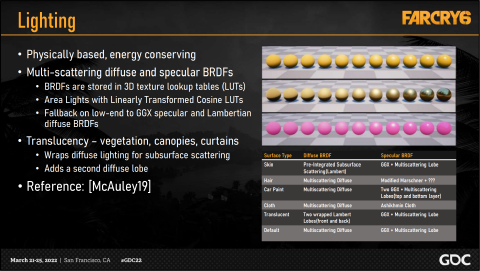 Lighting
FARCRY6
• Physically based, energy conserving
• Multi-scattering diffuse and specular BRDFs
• BRDFs are stored in 3D texture lookup tables (LUTs)
• Area Lights with Linearly Transformed Cosine LUTs
• Fallback on low-end to GGX specular and Lambertian
diffuse BRDFs
• Translucency – vegetation, canopies, curtains
• Wraps diffuse lighting for subsurface scattering
• Adds a second diffuse lobe
• Reference: [McAuley19]
Surface Type Diffuse BRDF Specular BRDF
Skin Pre-Integrated Subsurface GGX + Multiscattering Lobe
Scattering(Lambert)
Hair Multiscattering Diffuse Modified Marschner + ???
Car Paint Multiscattering Diffuse Two GGX + Multiscattering
Lobes(top and bottom layer)
Cloth Multiscattering Diffuse Ashikhmin Cloth
Translucent Two wrapped Lambert GGX + Multiscattering Lobe
Lobes(front and back)
Default Multiscattering Diffuse GGX + Multiscattering Lobe
March 21-25, 2022 | San Francisco, CA #GDC22
GDC